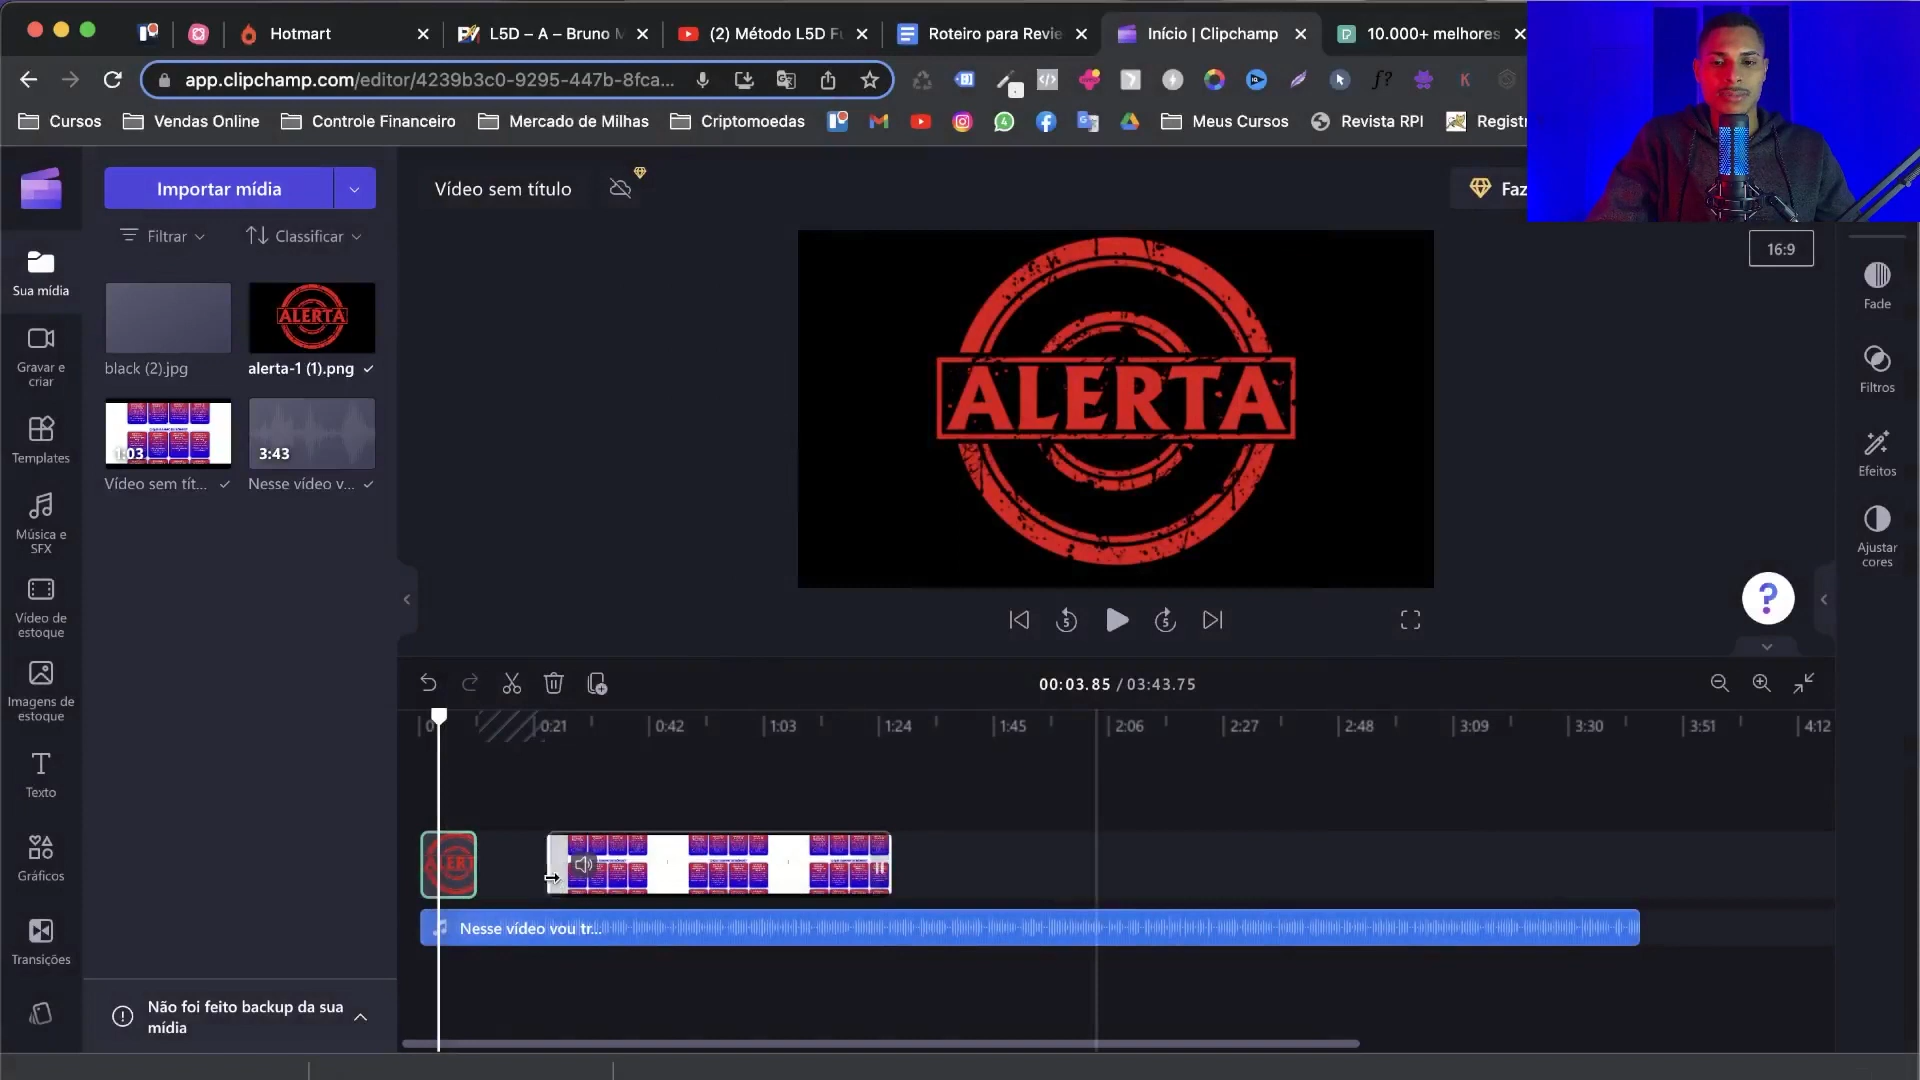 Hotmart
L5D – A – Bruno M
(2) Método L5D Fu
Roteiro para Revie
Início | Clipchamp
10.000+ melhores
app.clipchamp.com/editor/4239b3c0-9295-447b-8fca...
Cursos
Vendas Online
Controle Financeiro
Mercado de Milhas
Criptomoedas
Meus Cursos
Revista RPI
Registr
Importar mídia
Vídeo sem título
Faz
Filtrar
Classificar
16:9
Sua mídia
Fade
ALERTA
ALERTA
black (2).jpg
alerta-1 (1).png
Gravar e
criar
Filtros
1:03
3:43
Templates
Efeitos
Vídeo sem tít...
Nesse vídeo v...
Música e
SFX
Ajustar
cores
Vídeo de
estoque
5
5
?
Imagens de
estoque
00:03.85 / 03:43.75
0
0:21
0:42
1:03
1:24
1:45
2:06
2:27
2:48
3:09
3:30
3:51
4:12
Texto
Gráficos
Nesse vídeo vou tr...
Transições
Não foi feito backup da sua
mídia